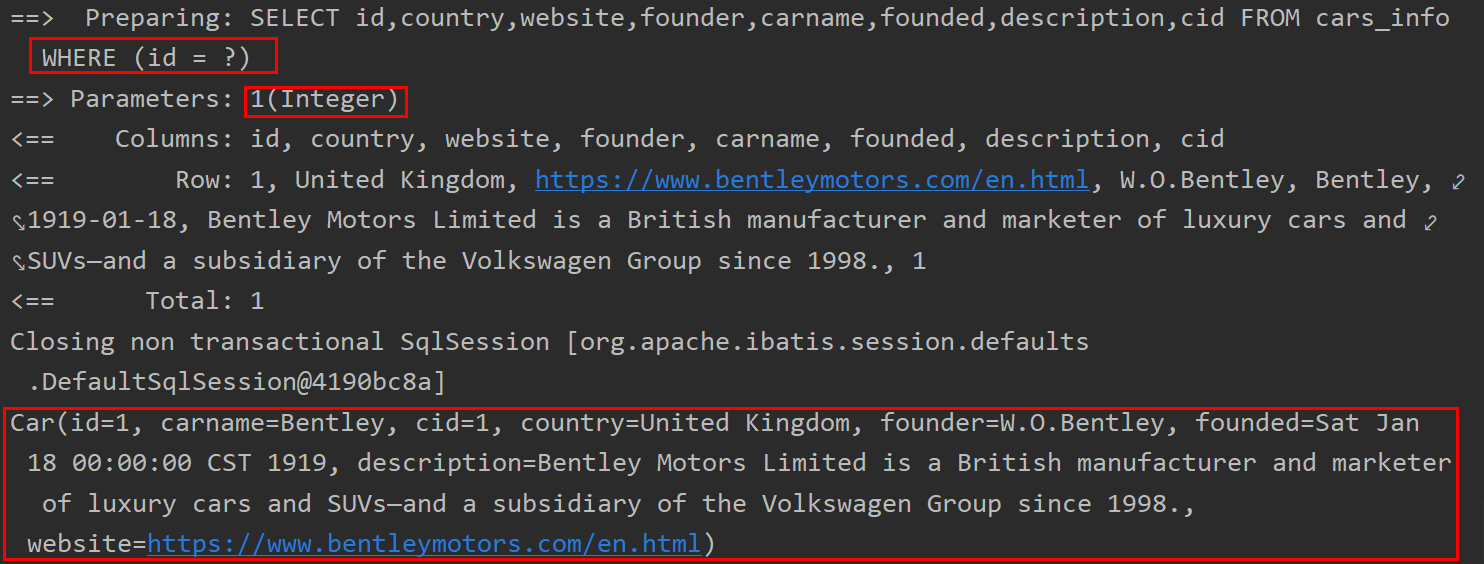 ==>  Preparing: SELECT id,country,website,founder,carname,founded,description,cid FROM cars_info
WHERE (id = ?)
==> Parameters: 1(Integer)
<==    Columns: id, country, website, founder, carname, founded, description, cid
<==        Row: 1, United Kingdom, https://www.bentleymotors.com/en.html, W.O.Bentley, Bentley,
1919-01-18, Bentley Motors Limited is a British manufacturer and marketer of luxury cars and
SUVs—and a subsidiary of the Volkswagen Group since 1998., 1
<==      Total: 1
Closing non transactional SqlSession [org.apache.ibatis.session.defaults
.DefaultSqlSession@4190bc8a]
Car(id=1, carname=Bentley, cid=1, country=United Kingdom, founder=W.O.Bentley, founded=Sat Jan
18 00:00:00 CST 1919, description=Bentley Motors Limited is a British manufacturer and marketer
of luxury cars and SUVs—and a subsidiary of the Volkswagen Group since 1998.,
website=https://www.bentleymotors.com/en.html)